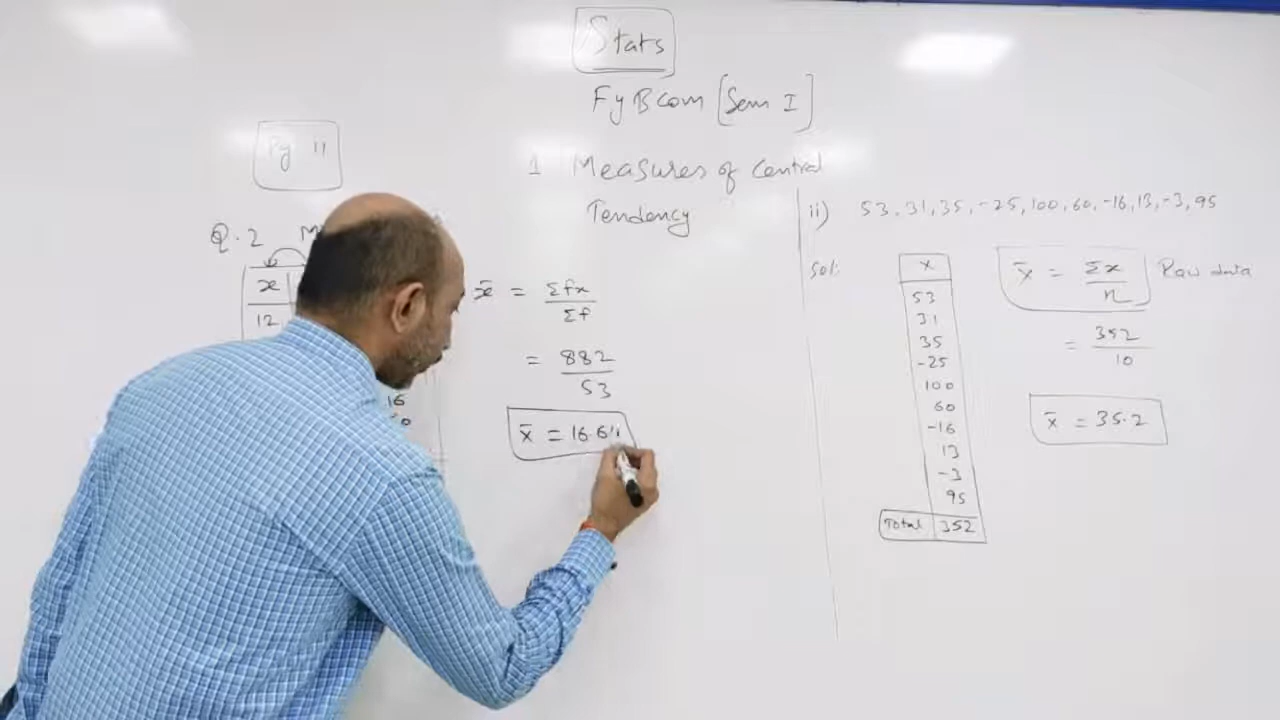 Stats
FyBcom [Sem I]
Pg 11
1 Measures of Central
Tendency
Q.2
x
12
16
x̄ = Σfx / Σf
= 882 / 53
x̄ = 16.64
ii) 53, 31, 35, -25, 100, 60, -16, 13, -3, 95
Sol:
x
53
31
35
-25
100
60
-16
13
-3
95
Total 352
x̄ = Σx / n Raw data
= 352 / 10
x̄ = 35.2